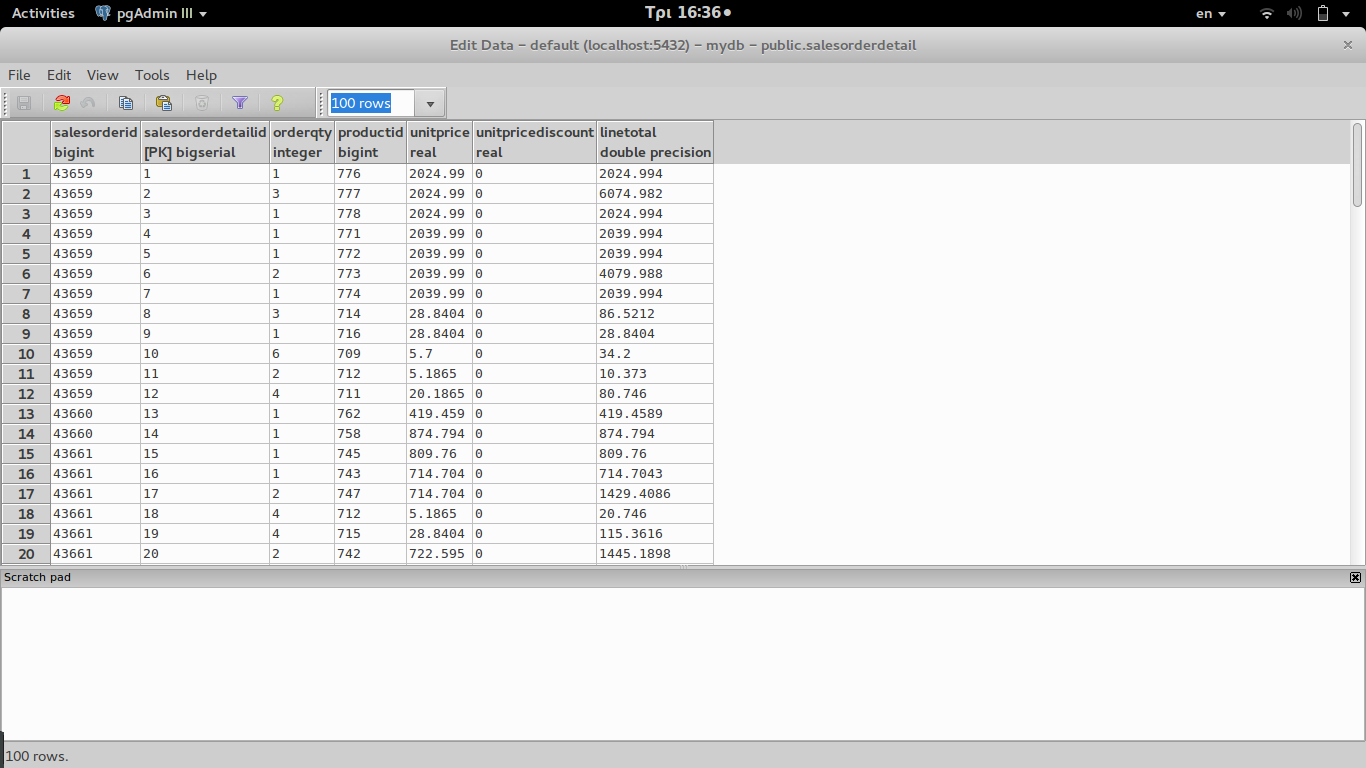 Activities pgAdmin III Τρι 16:36 en
Edit Data – default (localhost:5432) – mydb – public.salesorderdetail
File Edit View Tools Help
100 rows
salesorderid salesorderdetailid orderqty productid unitprice unitpricediscount linetotal
bigint [PK] bigserial integer bigint real real double precision
1 43659 1 1 776 2024.99 0 2024.994
2 43659 2 3 777 2024.99 0 6074.982
3 43659 3 1 778 2024.99 0 2024.994
4 43659 4 1 771 2039.99 0 2039.994
5 43659 5 1 772 2039.99 0 2039.994
6 43659 6 2 773 2039.99 0 4079.988
7 43659 7 1 774 2039.99 0 2039.994
8 43659 8 3 714 28.8404 0 86.5212
9 43659 9 1 716 28.8404 0 28.8404
10 43659 10 6 709 5.7 0 34.2
11 43659 11 2 712 5.1865 0 10.373
12 43659 12 4 711 20.1865 0 80.746
13 43660 13 1 762 419.459 0 419.4589
14 43660 14 1 758 874.794 0 874.794
15 43661 15 1 745 809.76 0 809.76
16 43661 16 1 743 714.704 0 714.7043
17 43661 17 2 747 714.704 0 1429.4086
18 43661 18 4 712 5.1865 0 20.746
19 43661 19 4 715 28.8404 0 115.3616
20 43661 20 2 742 722.595 0 1445.1898
Scratch pad
100 rows.